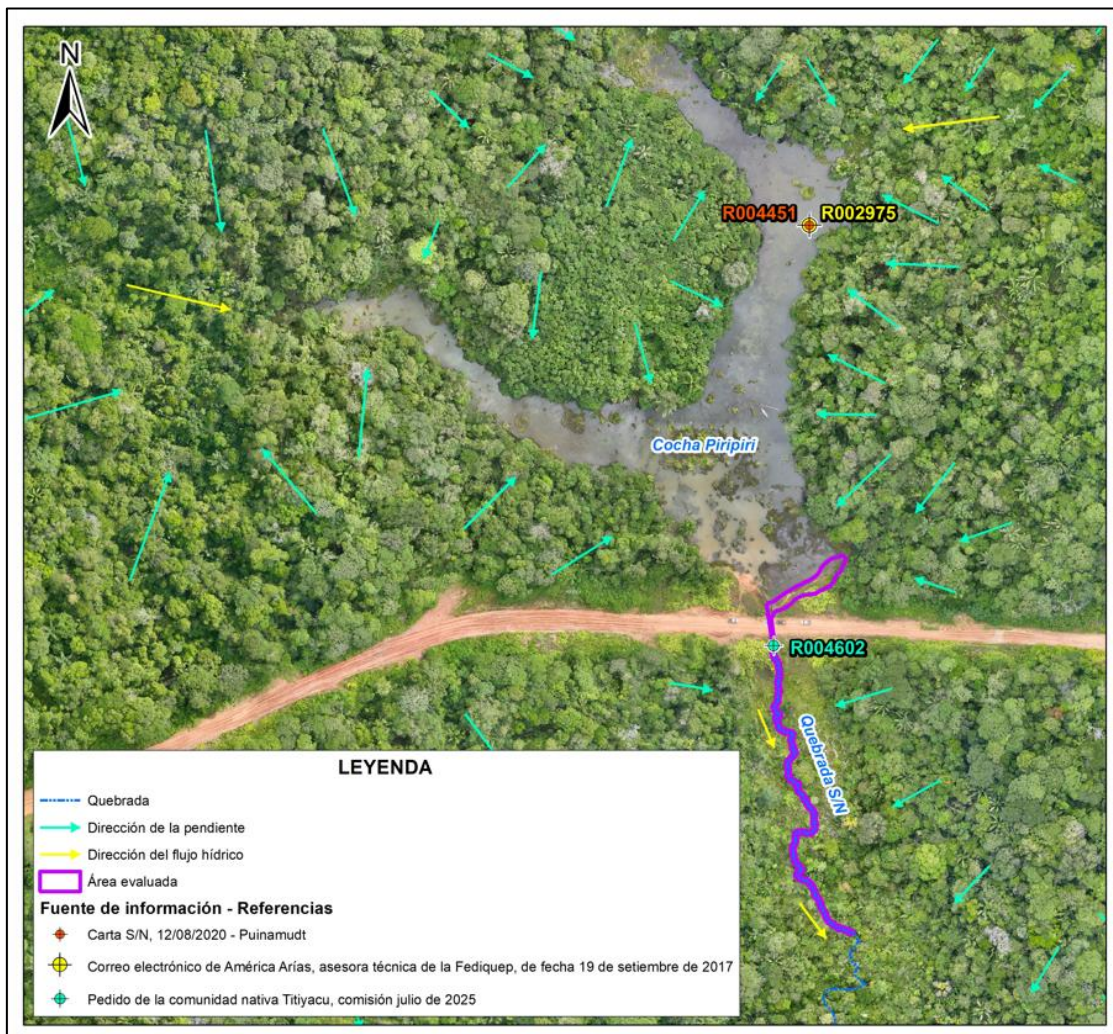 N
R004451
R002975
Cocha Piripiri
R004602
Quebrada S/N
LEYENDA
Quebrada
Dirección de la pendiente
Dirección del flujo hídrico
Área evaluada
Fuente de información - Referencias
Carta S/N, 12/08/2020 - Puinamudt
Correo electrónico de América Arías, asesora técnica de la Fediquep, de fecha 19 de setiembre de 2017
Pedido de la comunidad nativa Titiyacu, comisión julio de 2025